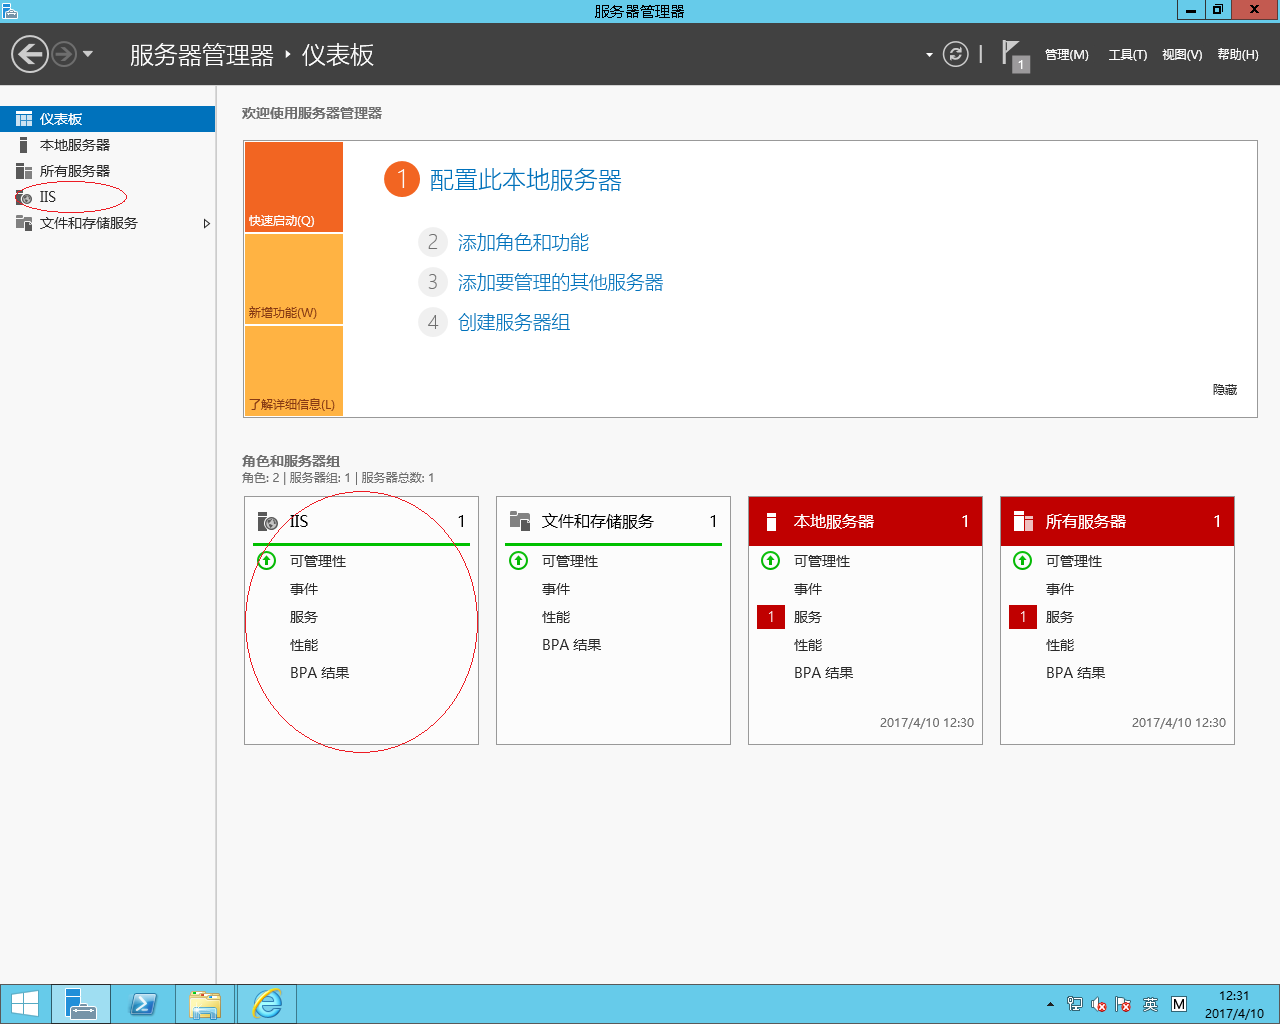 服务器管理器
服务器管理器 · 仪表板
1
管理(M) 工具(T) 视图(V) 帮助(H)
仪表板
本地服务器
所有服务器
IIS
文件和存储服务
欢迎使用服务器管理器
快速启动(Q)
新增功能(W)
了解详细信息(L)
1 配置此本地服务器
2 添加角色和功能
3 添加要管理的其他服务器
4 创建服务器组
隐藏
角色和服务器组
角色: 2 | 服务器组: 1 | 服务器总数: 1
IIS 1
可管理性
事件
服务
性能
BPA 结果
文件和存储服务 1
可管理性
事件
性能
BPA 结果
本地服务器 1
可管理性
事件
1 服务
性能
BPA 结果
2017/4/10 12:30
所有服务器 1
可管理性
事件
1 服务
性能
BPA 结果
2017/4/10 12:30
英 M
12:31
2017/4/10